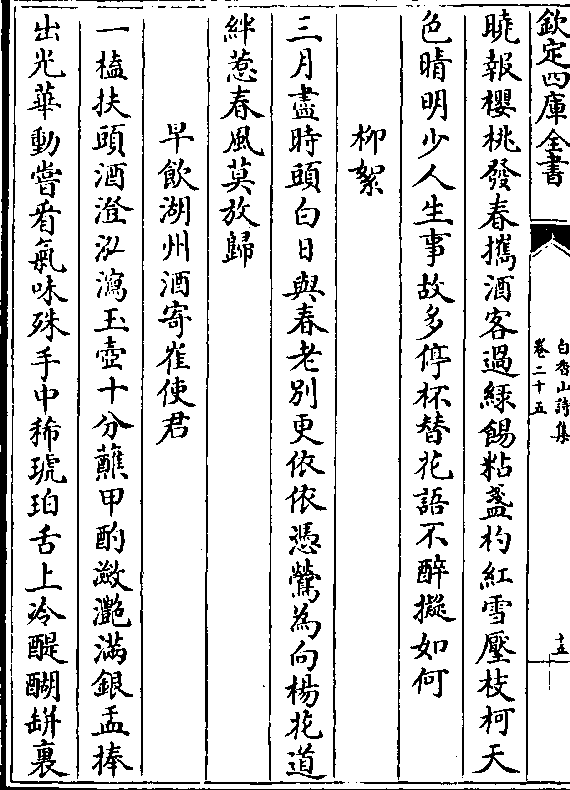 欽定四庫全書
白香山詩集
卷二十五
十五
曉報櫻桃發春攜酒客過綠餳粘盞杓紅雪壓枝柯天
色晴明少人生事故多停杯替花語不醉擬如何
柳絮
三月盡時頭白日與春老別更依依憑鶯為向楊花道
絆惹春風莫放歸
早飲湖州酒寄崔使君
一榼扶頭酒澄泓瀉玉壺十分蘸甲酌瀲灧滿銀盂捧
出光華動嘗看氣味殊手中稀琥珀舌上冷醍醐缾裏